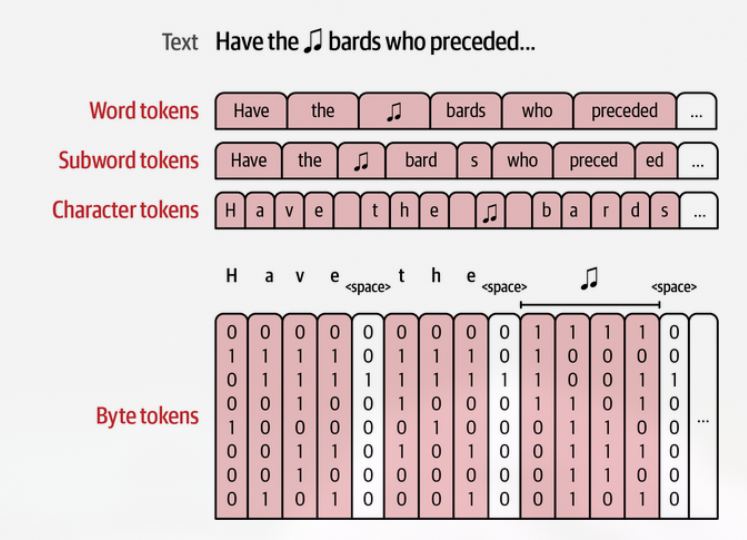 Text Have the ♫ bards who preceded...
Word tokens Have the ♫ bards who preceded ...
Subword tokens Have the ♫ bard s who preced ed ...
Character tokens H a v e t h e ♫ b a r d s ...
H a v e <space> t h e <space> ♫ <space>
0 0 0 0 0 0 0 0 0 1 1 1 1 0
1 1 1 1 0 1 1 1 0 1 0 0 0 0
0 1 1 1 1 1 1 1 1 1 0 0 1 1
0 0 1 0 0 1 0 0 0 1 1 0 1 0
Byte tokens ...
1 0 0 0 0 0 1 0 0 0 1 1 0 0
0 0 1 1 0 1 0 1 0 0 1 1 1 0
0 0 1 0 0 0 0 0 0 0 1 1 0 0
0 1 0 1 0 0 0 1 0 0 1 0 1 0